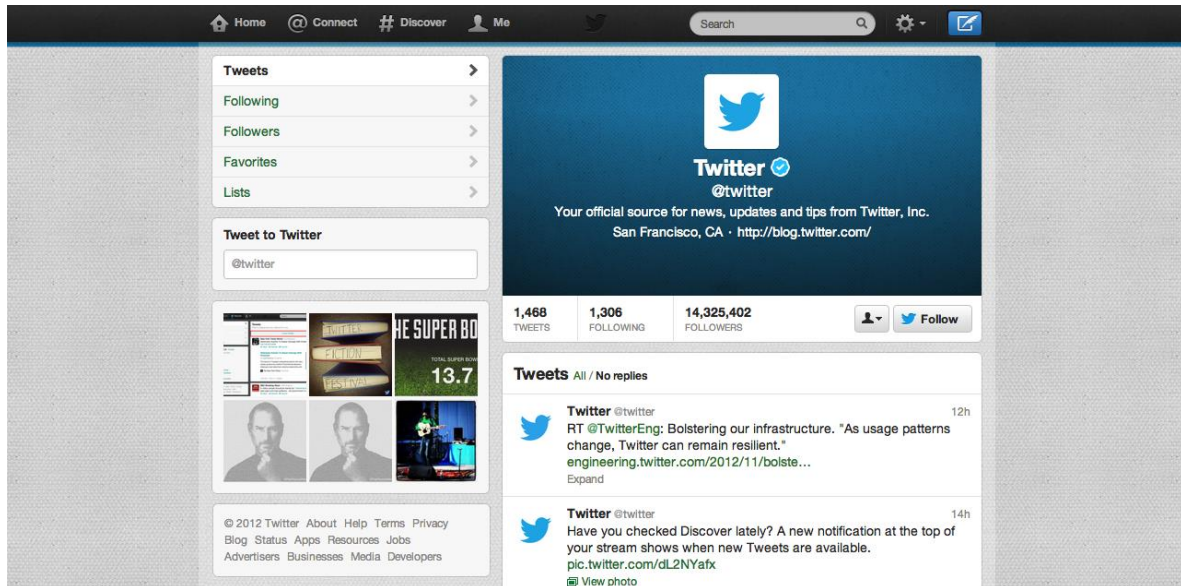 Home @ Connect # Discover Me
Search
Tweets
Following
Followers
Favorites
Lists
Tweet to Twitter
@twitter
TWITTER
FICTION
FESTIVAL
HE SUPER BO
TOTAL SUPER BOW
13.7
© 2012 Twitter About Help Terms Privacy
Blog Status Apps Resources Jobs
Advertisers Businesses Media Developers
Twitter
@twitter
Your official source for news, updates and tips from Twitter, Inc.
San Francisco, CA · http://blog.twitter.com/
1,468 1,306 14,325,402
TWEETS FOLLOWING FOLLOWERS
Follow
Tweets All / No replies
Twitter @twitter 12h
RT @TwitterEng: Bolstering our infrastructure. "As usage patterns
change, Twitter can remain resilient."
engineering.twitter.com/2012/11/bolste…
Expand
Twitter @twitter 14h
Have you checked Discover lately? A new notification at the top of
your stream shows when new Tweets are available.
pic.twitter.com/dL2NYafx
View photo